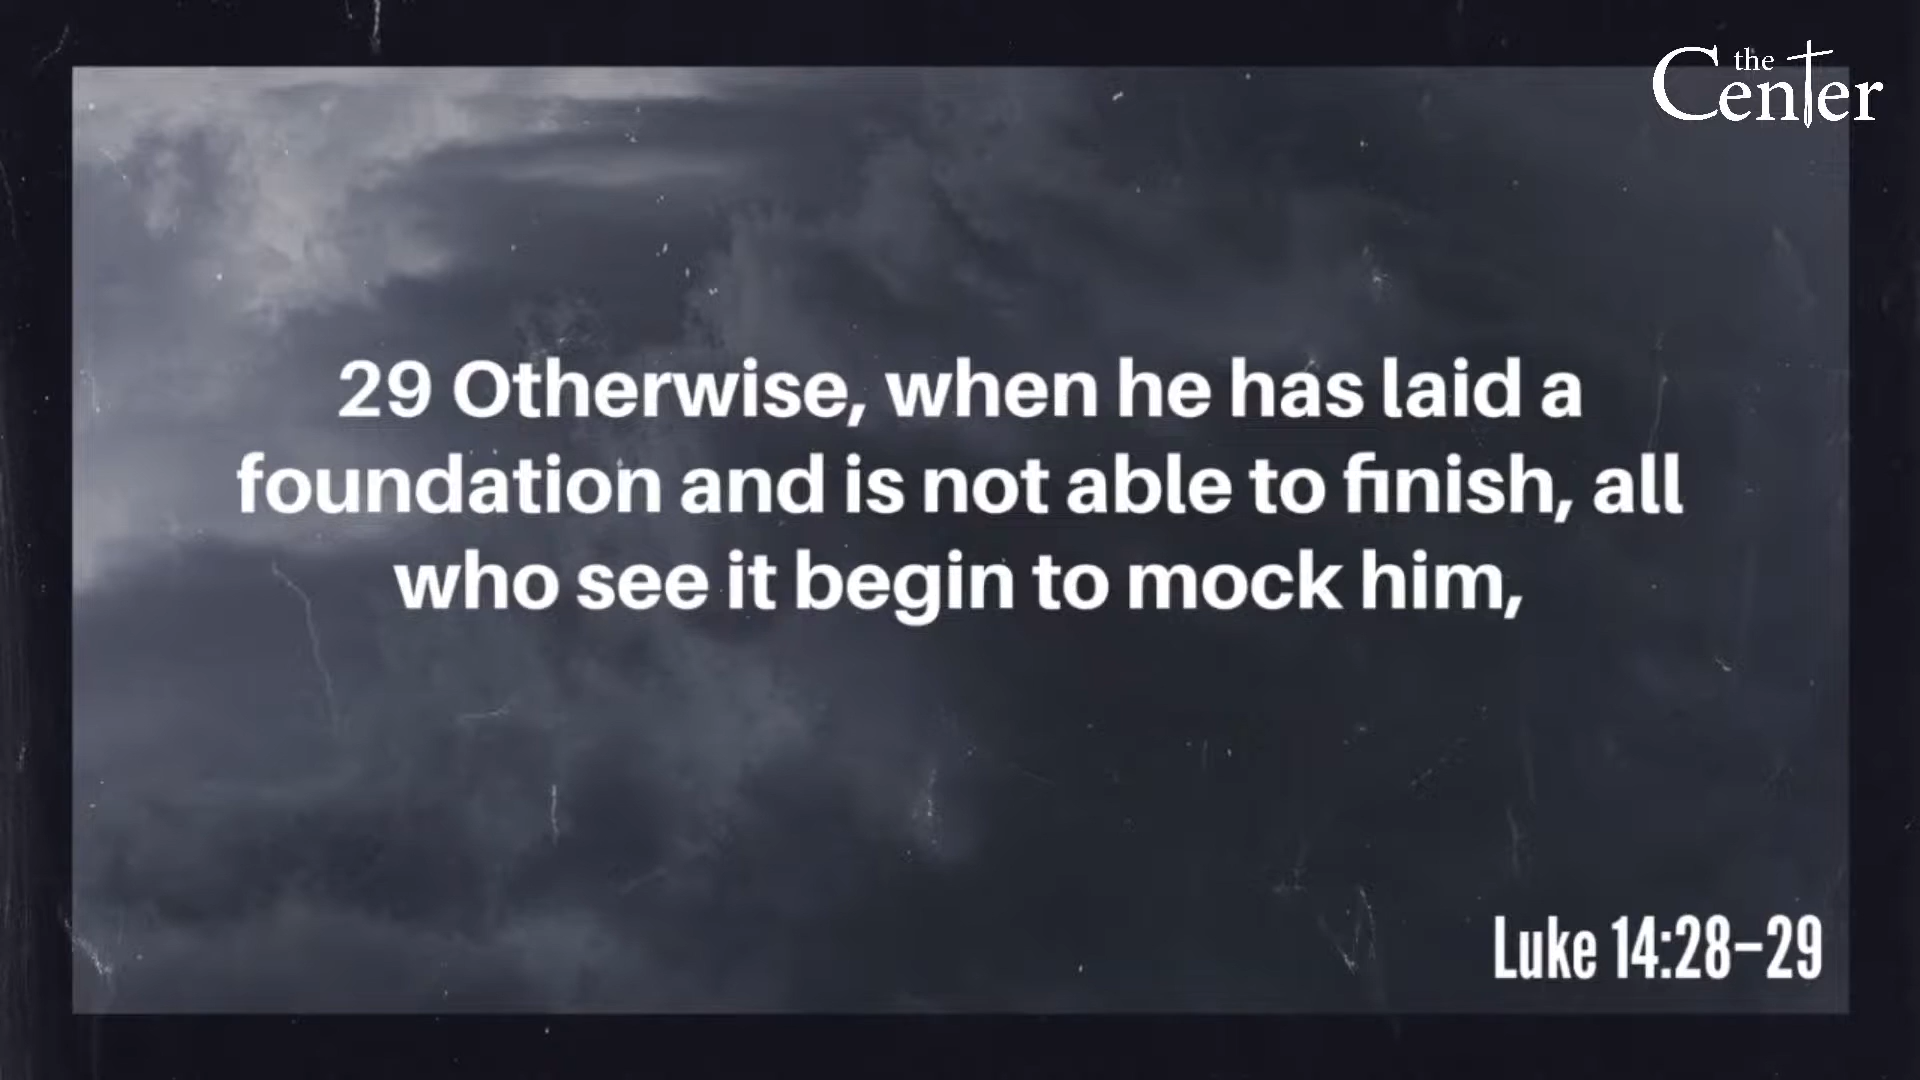 the
Center
29 Otherwise, when he has laid a
foundation and is not able to finish, all
who see it begin to mock him,
Luke 14:28–29